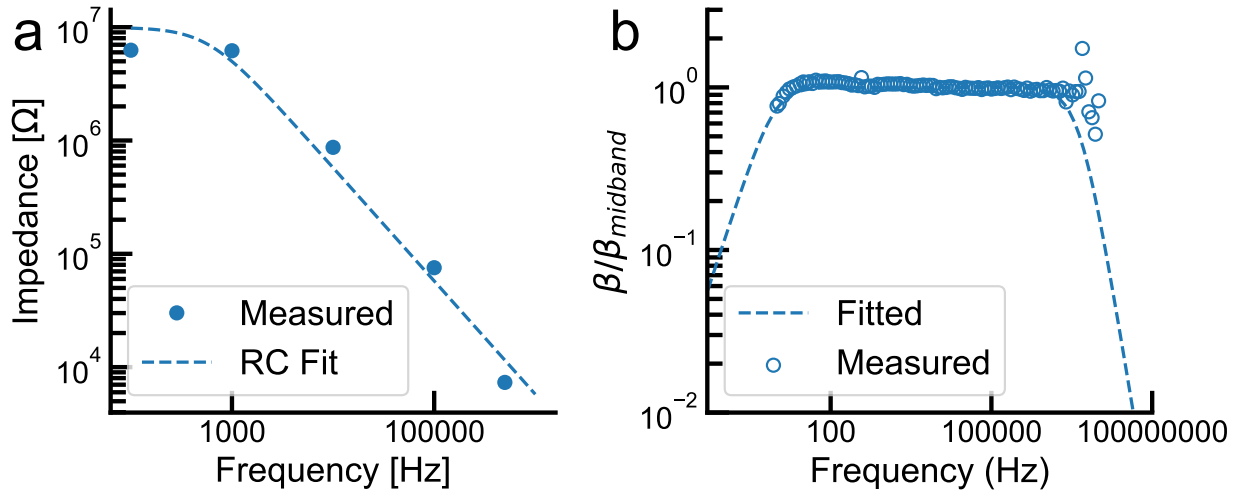 a
10⁷
10⁶
10⁵
10⁴
Impedance [Ω]
Measured
RC Fit
1000 100000
Frequency [Hz]
b
10⁰
10⁻¹
10⁻²
β/βmidband
Fitted
Measured
100 100000 100000000
Frequency (Hz)